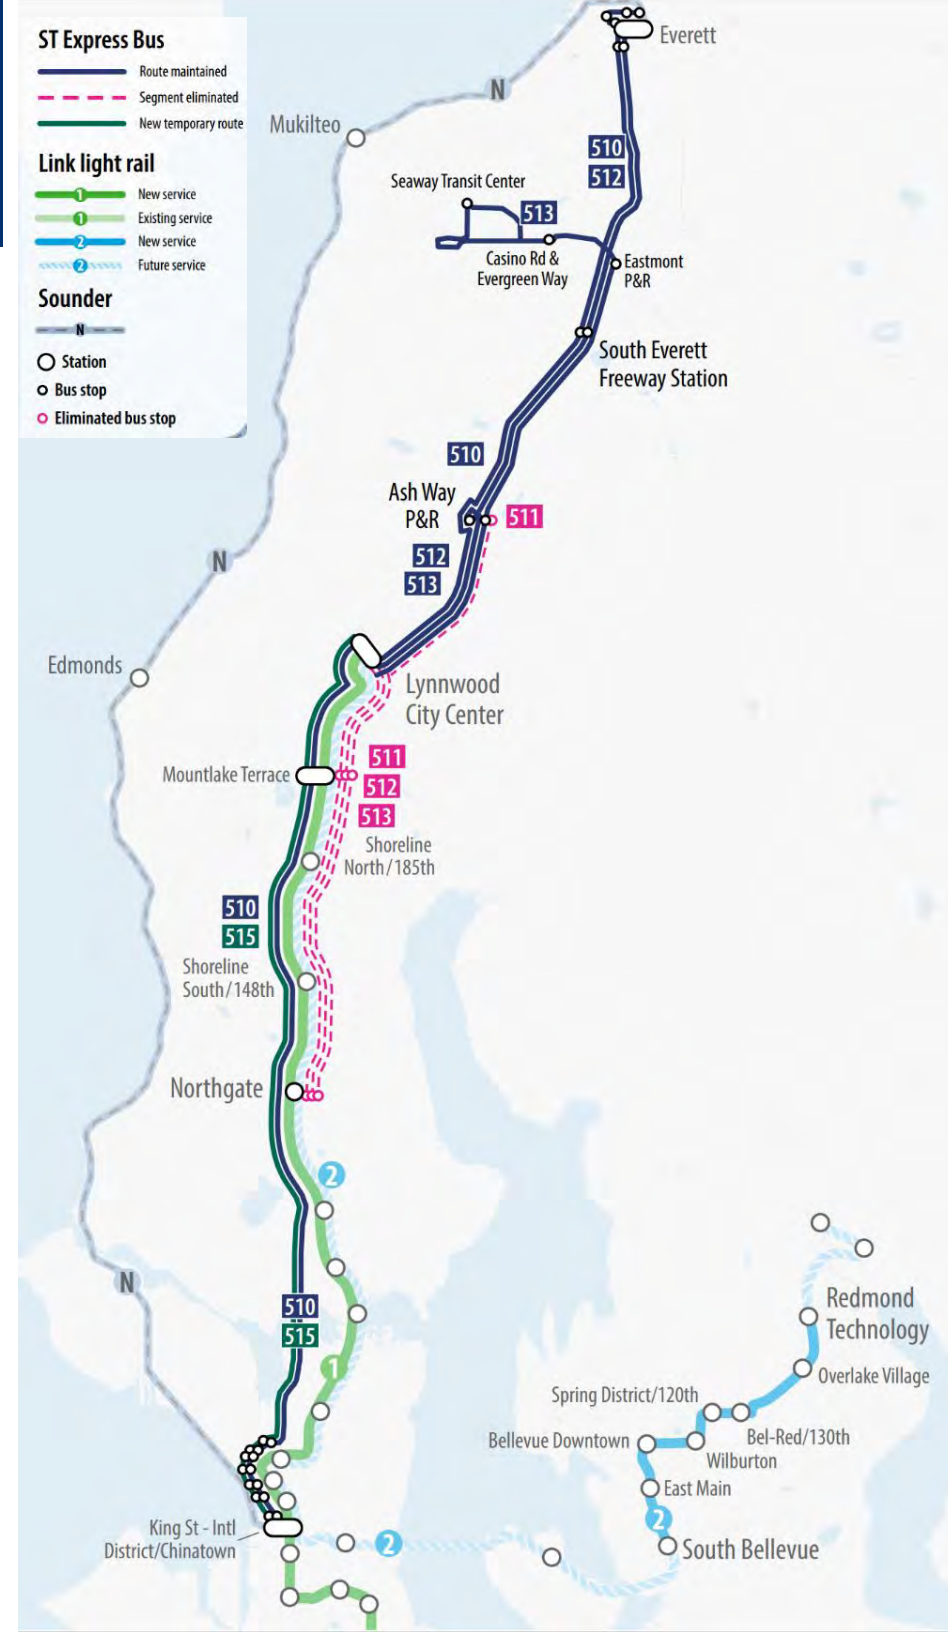 ST Express Bus
Route maintained
Segment eliminated
New temporary route
Link light rail
1 New service
1 Existing service
2 New service
2 Future service
Sounder
N
Station
Bus stop
Eliminated bus stop
Everett
N
Mukilteo
510
512
Seaway Transit Center
513
Casino Rd &
Evergreen Way
Eastmont
P&R
South Everett
Freeway Station
510
Ash Way
P&R
511
512
513
N
Edmonds
Lynnwood
City Center
Mountlake Terrace
511
512
513
Shoreline
North/185th
510
515
Shoreline
South/148th
Northgate
2
N
510
515
1
Redmond
Technology
Overlake Village
Spring District/120th
Bel-Red/130th
Bellevue Downtown
Wilburton
East Main
2
South Bellevue
King St - Intl
District/Chinatown
2